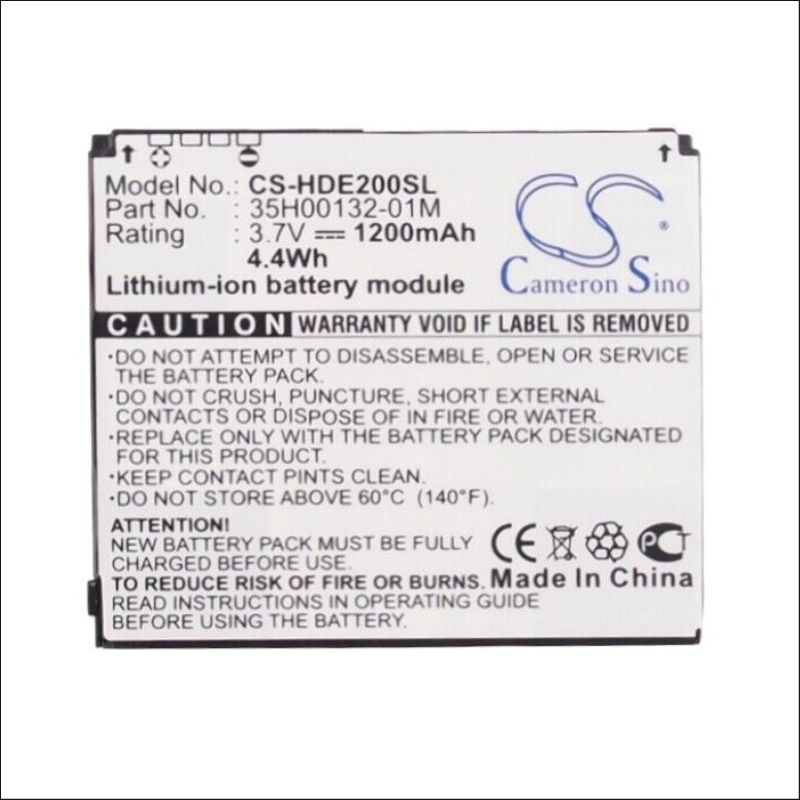 Model No.: CS-HDE200SL
Part No. : 35H00132-01M
Rating : 3.7V 1200mAh
4.4Wh
Lithium-ion battery module
CS
®
Cameron Sino
CAUTION WARRANTY VOID IF LABEL IS REMOVED
•DO NOT ATTEMPT TO DISASSEMBLE, OPEN OR SERVICE
THE BATTERY PACK.
•DO NOT CRUSH, PUNCTURE, SHORT EXTERNAL
CONTACTS OR DISPOSE OF IN FIRE OR WATER.
•REPLACE ONLY WITH THE BATTERY PACK DESIGNATED
FOR THIS PRODUCT.
•KEEP CONTACT PINTS CLEAN.
•DO NOT STORE ABOVE 60°C (140°F).
ATTENTION!
NEW BATTERY PACK MUST BE FULLY
CHARGED BEFORE USE.
TO REDUCE RISK OF FIRE OR BURNS.
READ INSTRUCTIONS AND OPERATING GUIDE
BEFORE USING THE BATTERY.
CE PCT
Made In China